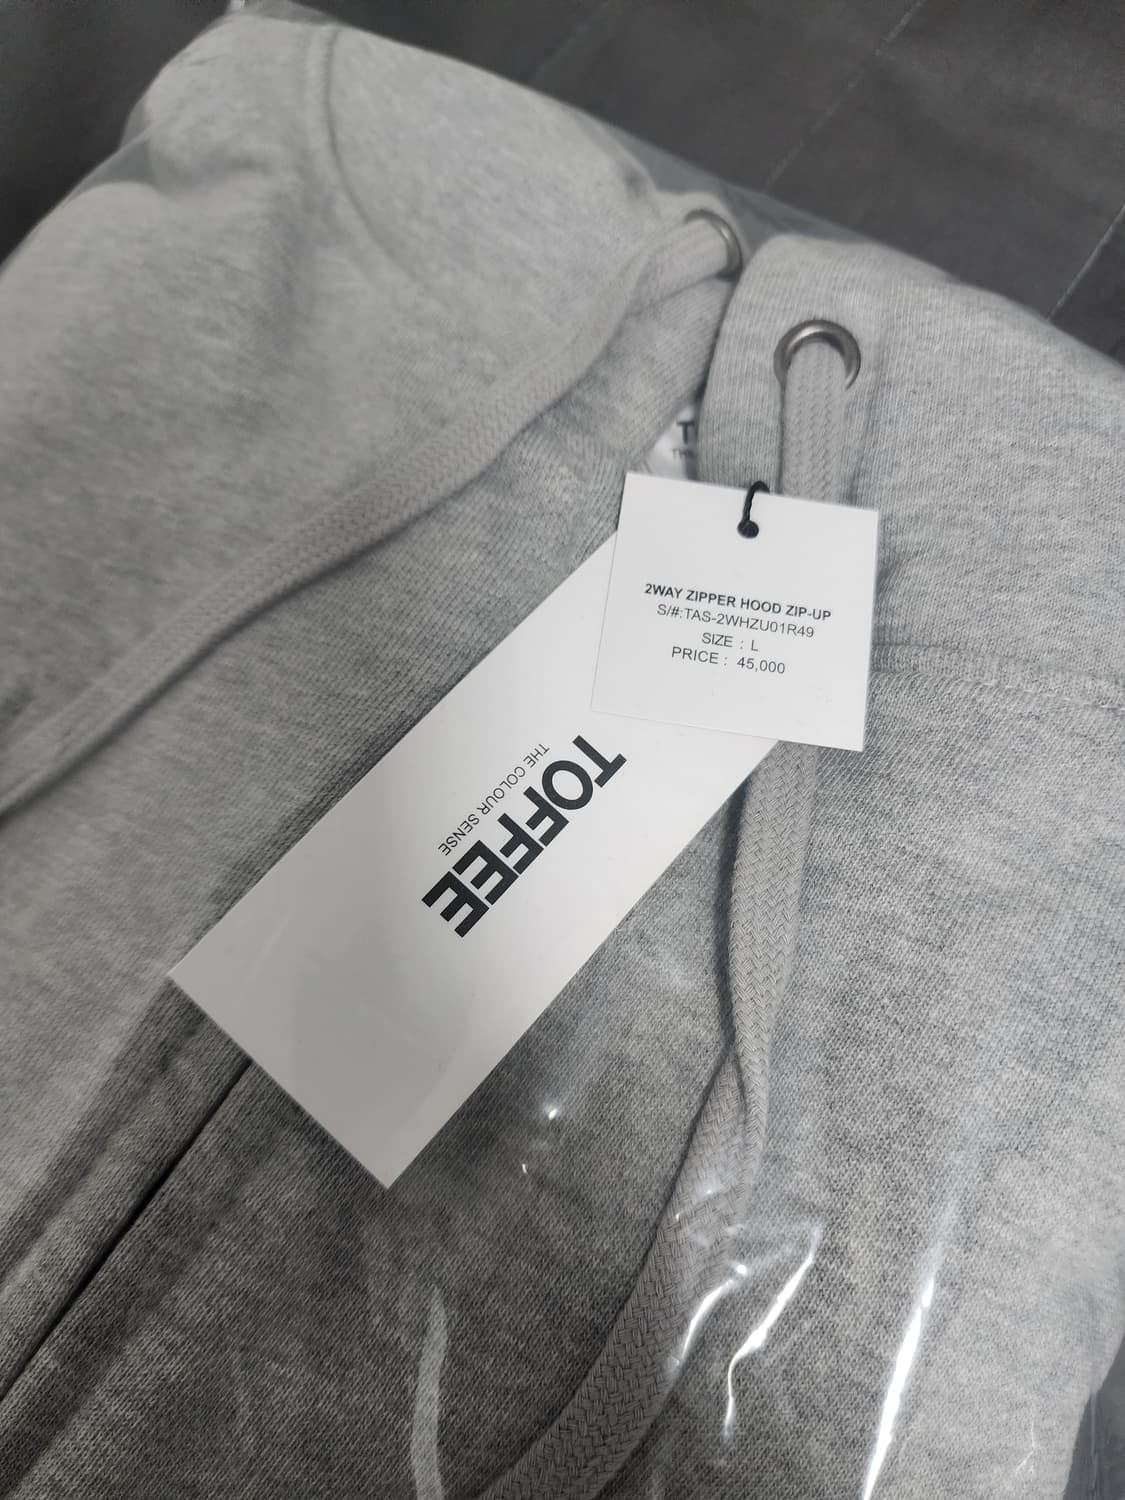 2WAY ZIPPER HOOD ZIP-UP
S/#:TAS-2WHZU01R49
SIZE : L
PRICE : 45,000
TOFFEE
THE COLOUR SENSE